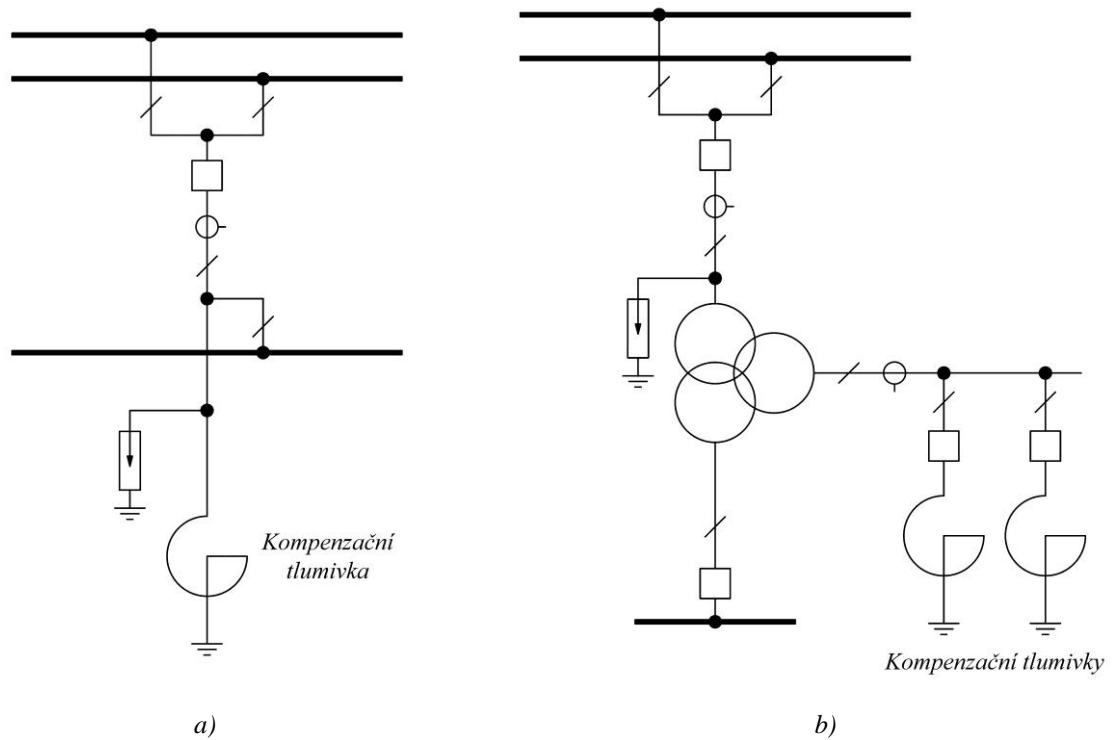 Kompenzační
tlumivka
Kompenzační tlumivky
a)
b)